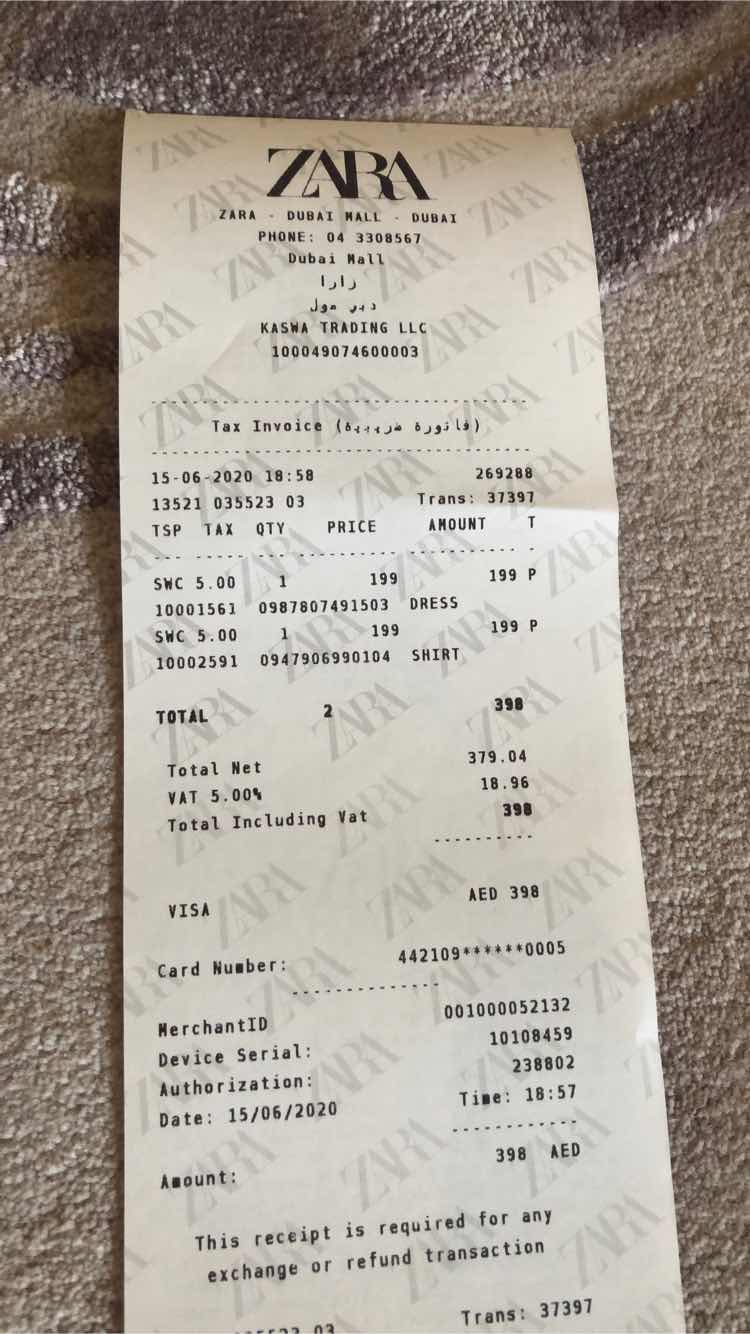 ZARA
ZARA - DUBAI MALL - DUBAI
PHONE: 04 3308567
Dubai Mall
زارا
دبي مول
KASWA TRADING LLC
100049074600003
Tax Invoice (فاتورة ضريبية)
15-06-2020 18:58 269288
13521 035523 03 Trans: 37397
TSP TAX QTY PRICE AMOUNT T
SWC 5.00 1 199 199 P
10001561 0987807491503 DRESS
SWC 5.00 1 199 199 P
10002591 0947906990104 SHIRT
TOTAL 2 398
Total Net 379.04
VAT 5.00% 18.96
Total Including Vat 398
VISA AED 398
Card Number: 442109******0005
MerchantID 001000052132
Device Serial: 10108459
Authorization: 238802
Date: 15/06/2020 Time: 18:57
Amount: 398 AED
This receipt is required for any
exchange or refund transaction
03 Trans: 37397